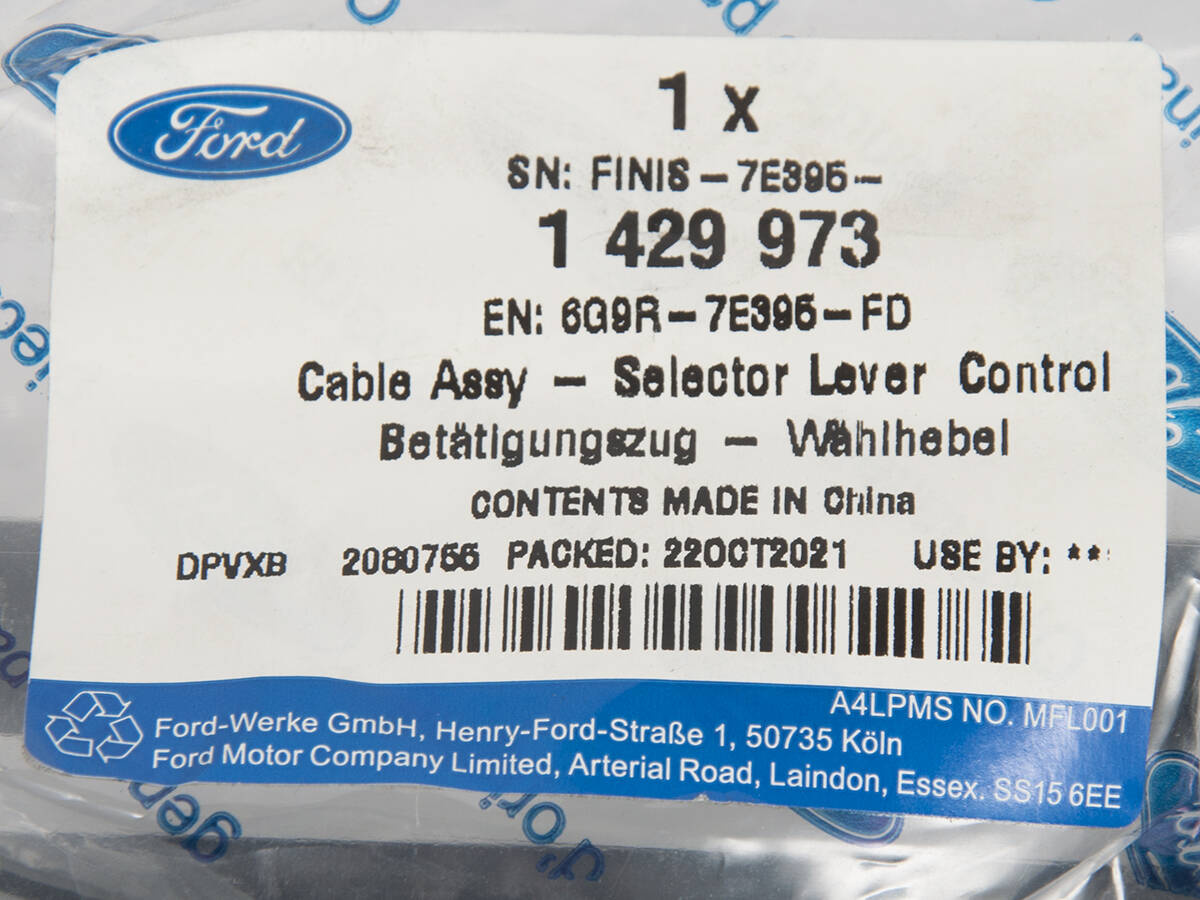 Ford
1 x
SN: FINIS-7E395-
1 429 973
EN: 6G9R-7E395-FD
Cable Assy - Selector Lever Control
Betätigungszug - Wählhebel
CONTENTS MADE IN China
DPVXB 2080756 PACKED: 22OCT2021 USE BY: **
A4LPMS NO. MFL001
Ford-Werke GmbH, Henry-Ford-Straße 1, 50735 Köln
Ford Motor Company Limited, Arterial Road, Laindon, Essex. SS15 6EE